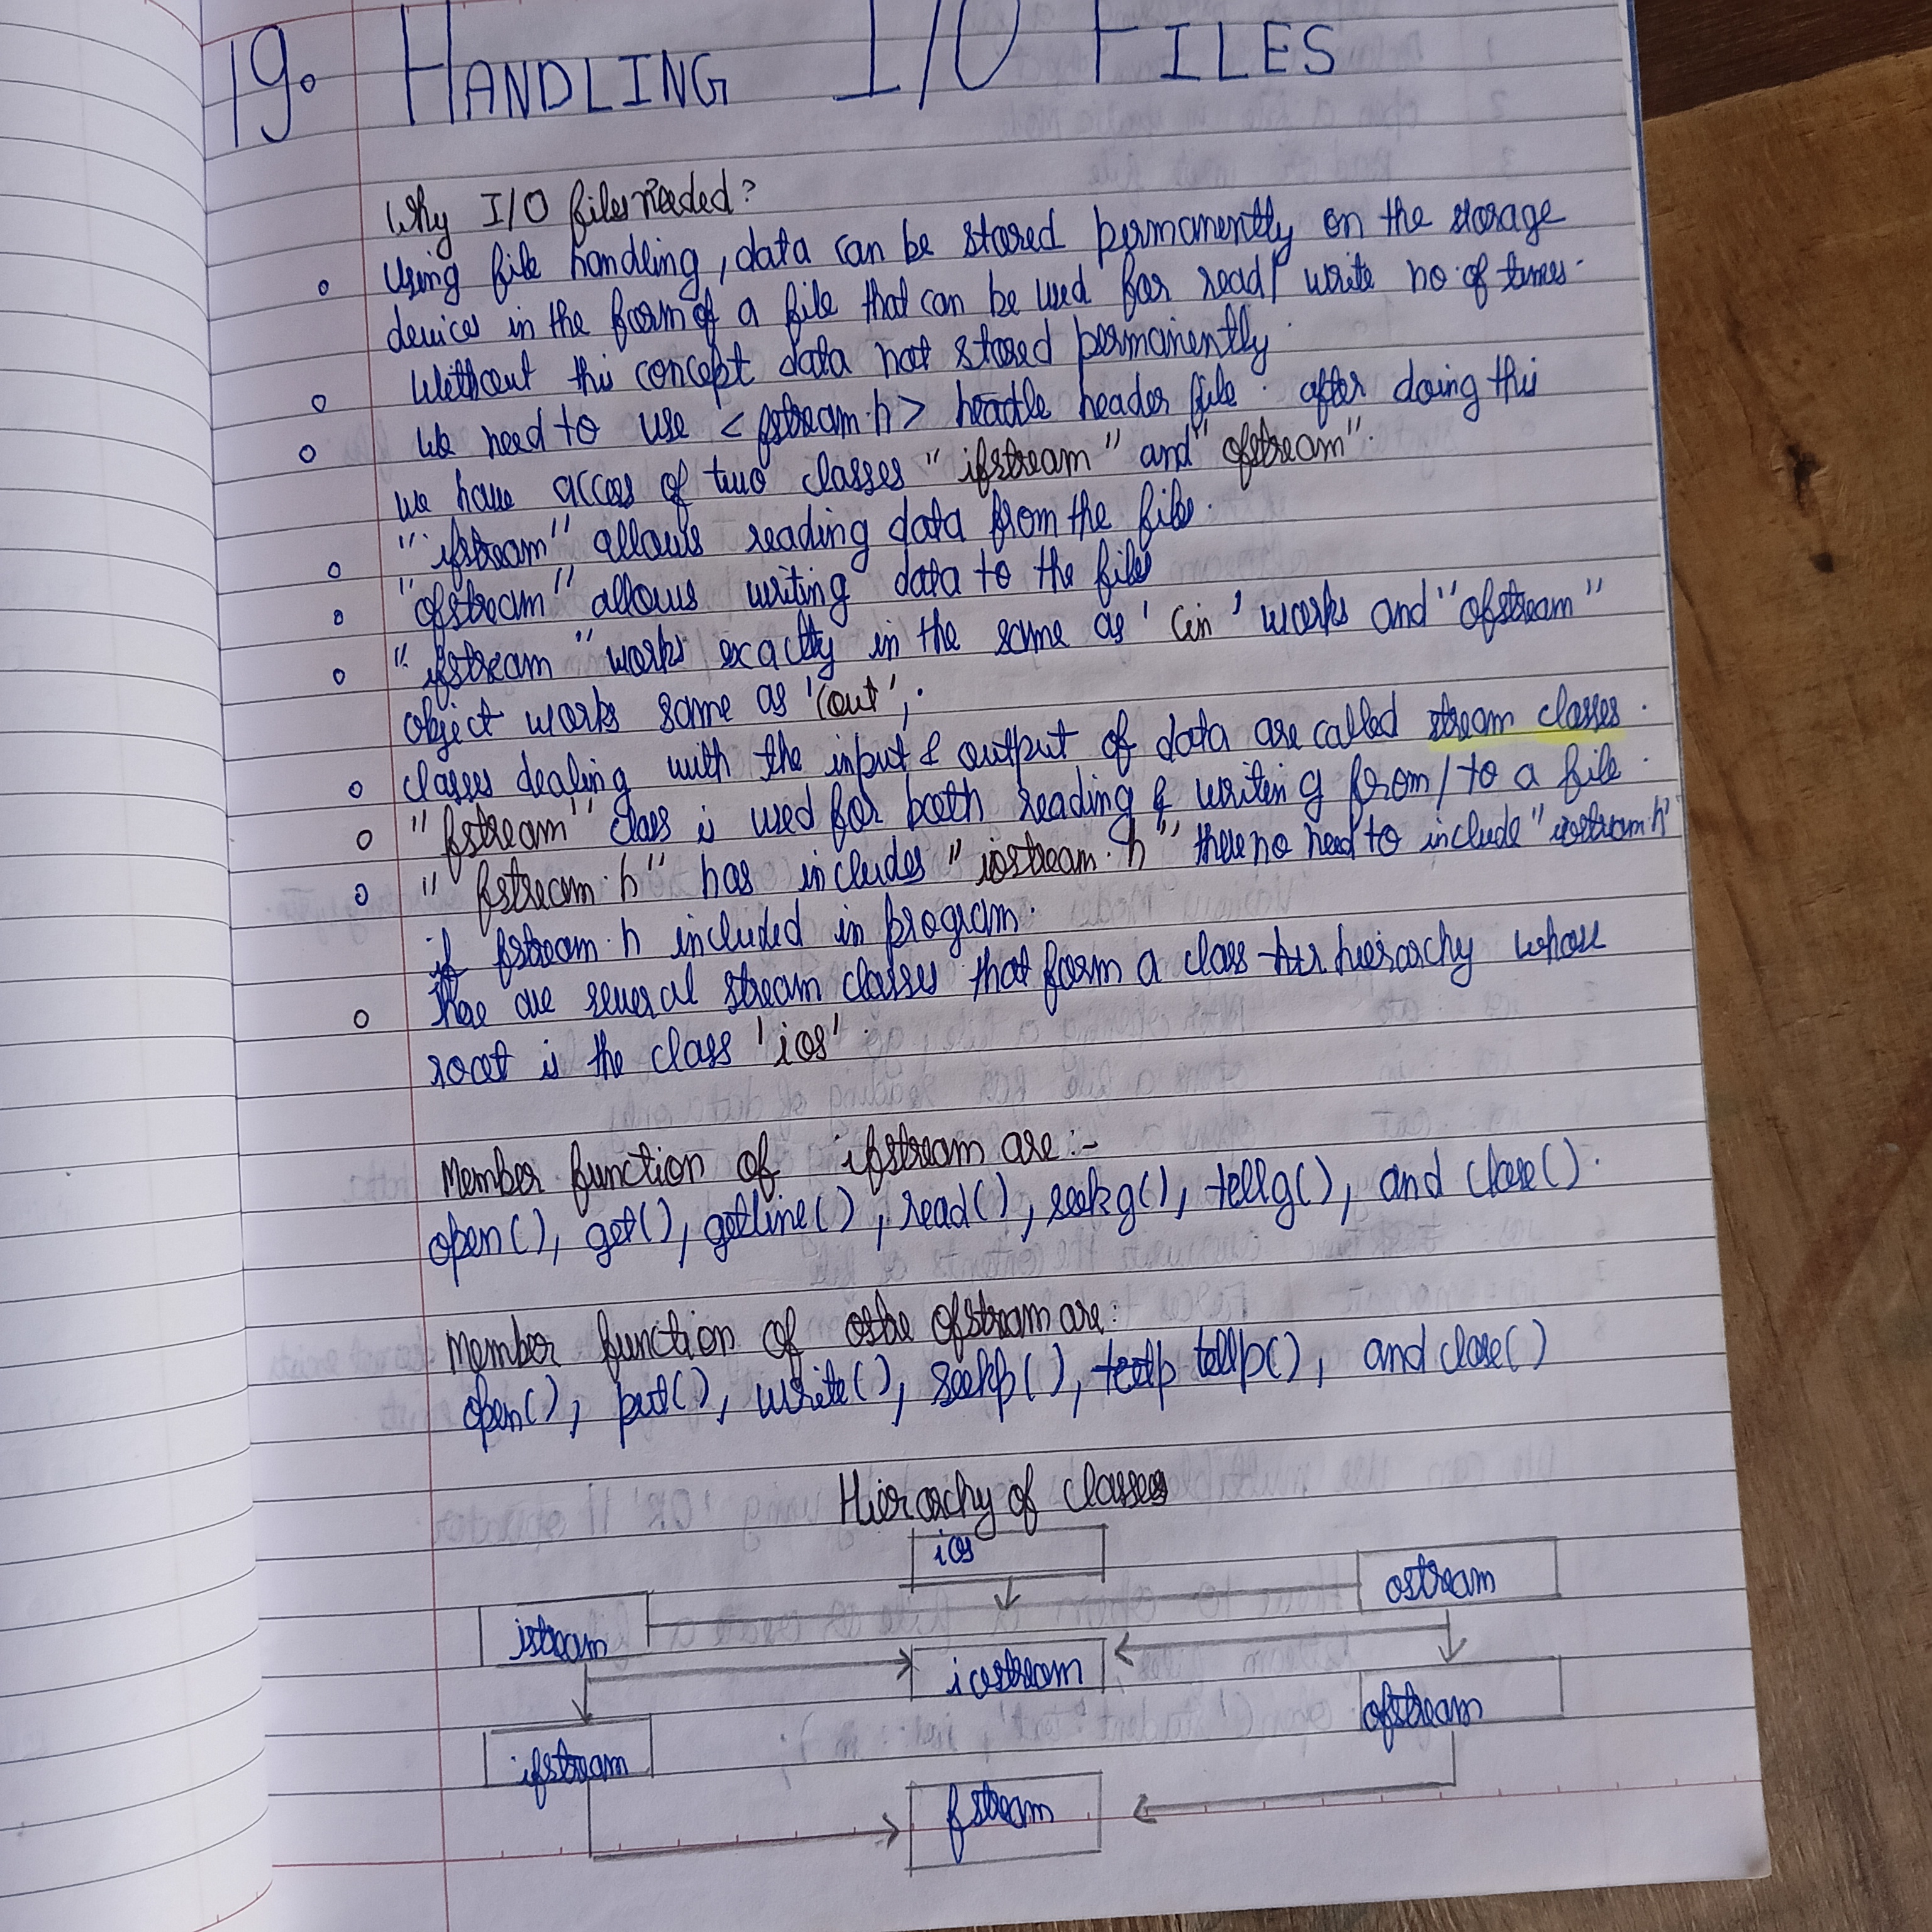 19. HANDLING I/O FILES
Why I/O files needed?
Using file handling, data can be stored permanently on the storage
devices in the form of a file that can be used for read/ write no. of times.
Without this concept data not stored permanently.
We need to use <fstream.h> header file. after doing this
we have acces of two classes "ifstream" and "ofstream".
"ifstream" allows reading data from the file.
"ofstream" allows writing data to the file
"ifstream" works exactly in the same as 'Cin' works and "ofstream"
object works same as 'Cout';.
classes dealing with the input & output of data are called stream classes.
"fstream" class is used for both reading & writing from/to a file.
"fstream.h" has includes "iostream.h" there no need to include "iostream.h"
if fstream.h included in program.
There are several stream classes that form a class hierarchy whose
root is the class 'ios'.
Member function of ifstream are:-
open(), get(), getline(), read(), seekg(), tellg(), and close().
Member function of ofstream are:
open(), put(), write(), seekp(), tellp(), and close()
Hierarchy of classes
ios
ostream
istream
iostream
ofstream
ifstream
fstream